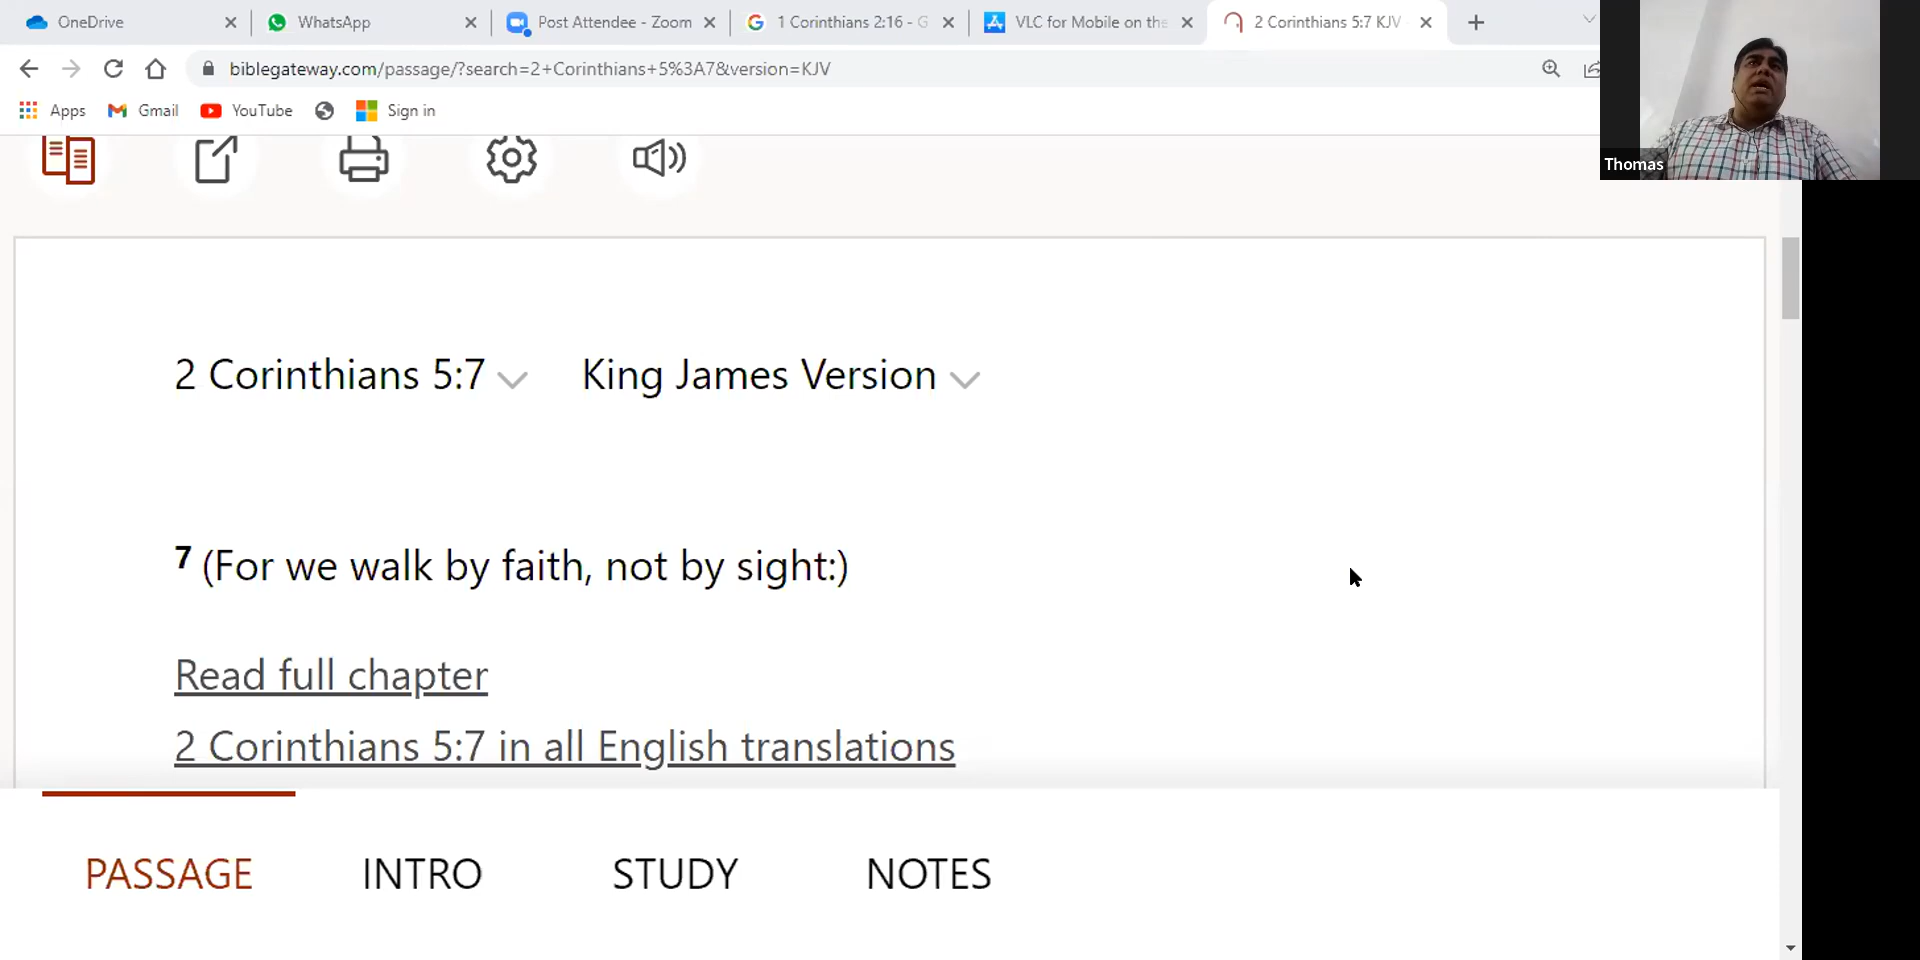 OneDrive
WhatsApp
Post Attendee - Zoom
1 Corinthians 2:16 - G
VLC for Mobile on the
2 Corinthians 5:7 KJV
biblegateway.com/passage/?search=2+Corinthians+5%3A7&version=KJV
Apps
Gmail
YouTube
Sign in
Thomas
2 Corinthians 5:7
King James Version
7 (For we walk by faith, not by sight:)
Read full chapter
2 Corinthians 5:7 in all English translations
PASSAGE
INTRO
STUDY
NOTES